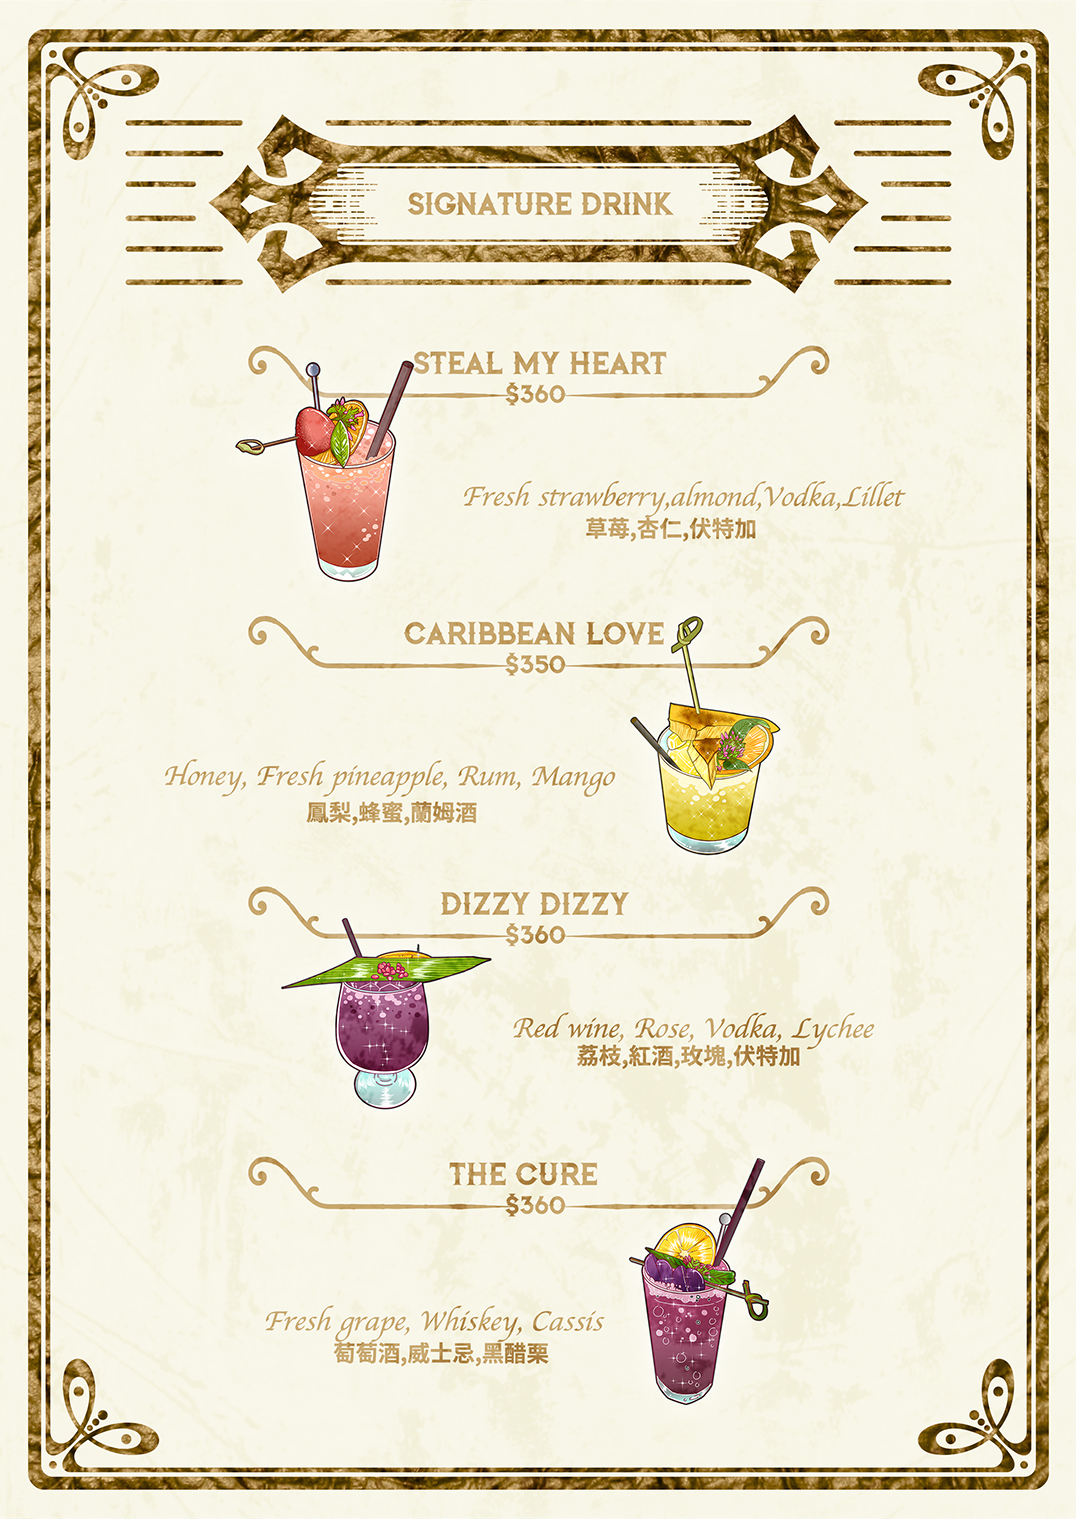 SIGNATURE DRINK
STEAL MY HEART
$360
Fresh strawberry,almond,Vodka,Lillet
草莓,杏仁,伏特加
CARIBBEAN LOVE
$350
Honey, Fresh pineapple, Rum, Mango
鳳梨,蜂蜜,蘭姆酒
DIZZY DIZZY
$360
Red wine, Rose, Vodka, Lychee
荔枝,紅酒,玫塊,伏特加
THE CURE
$360
Fresh grape, Whiskey, Cassis
萄萄酒,威士忌,黑醋栗